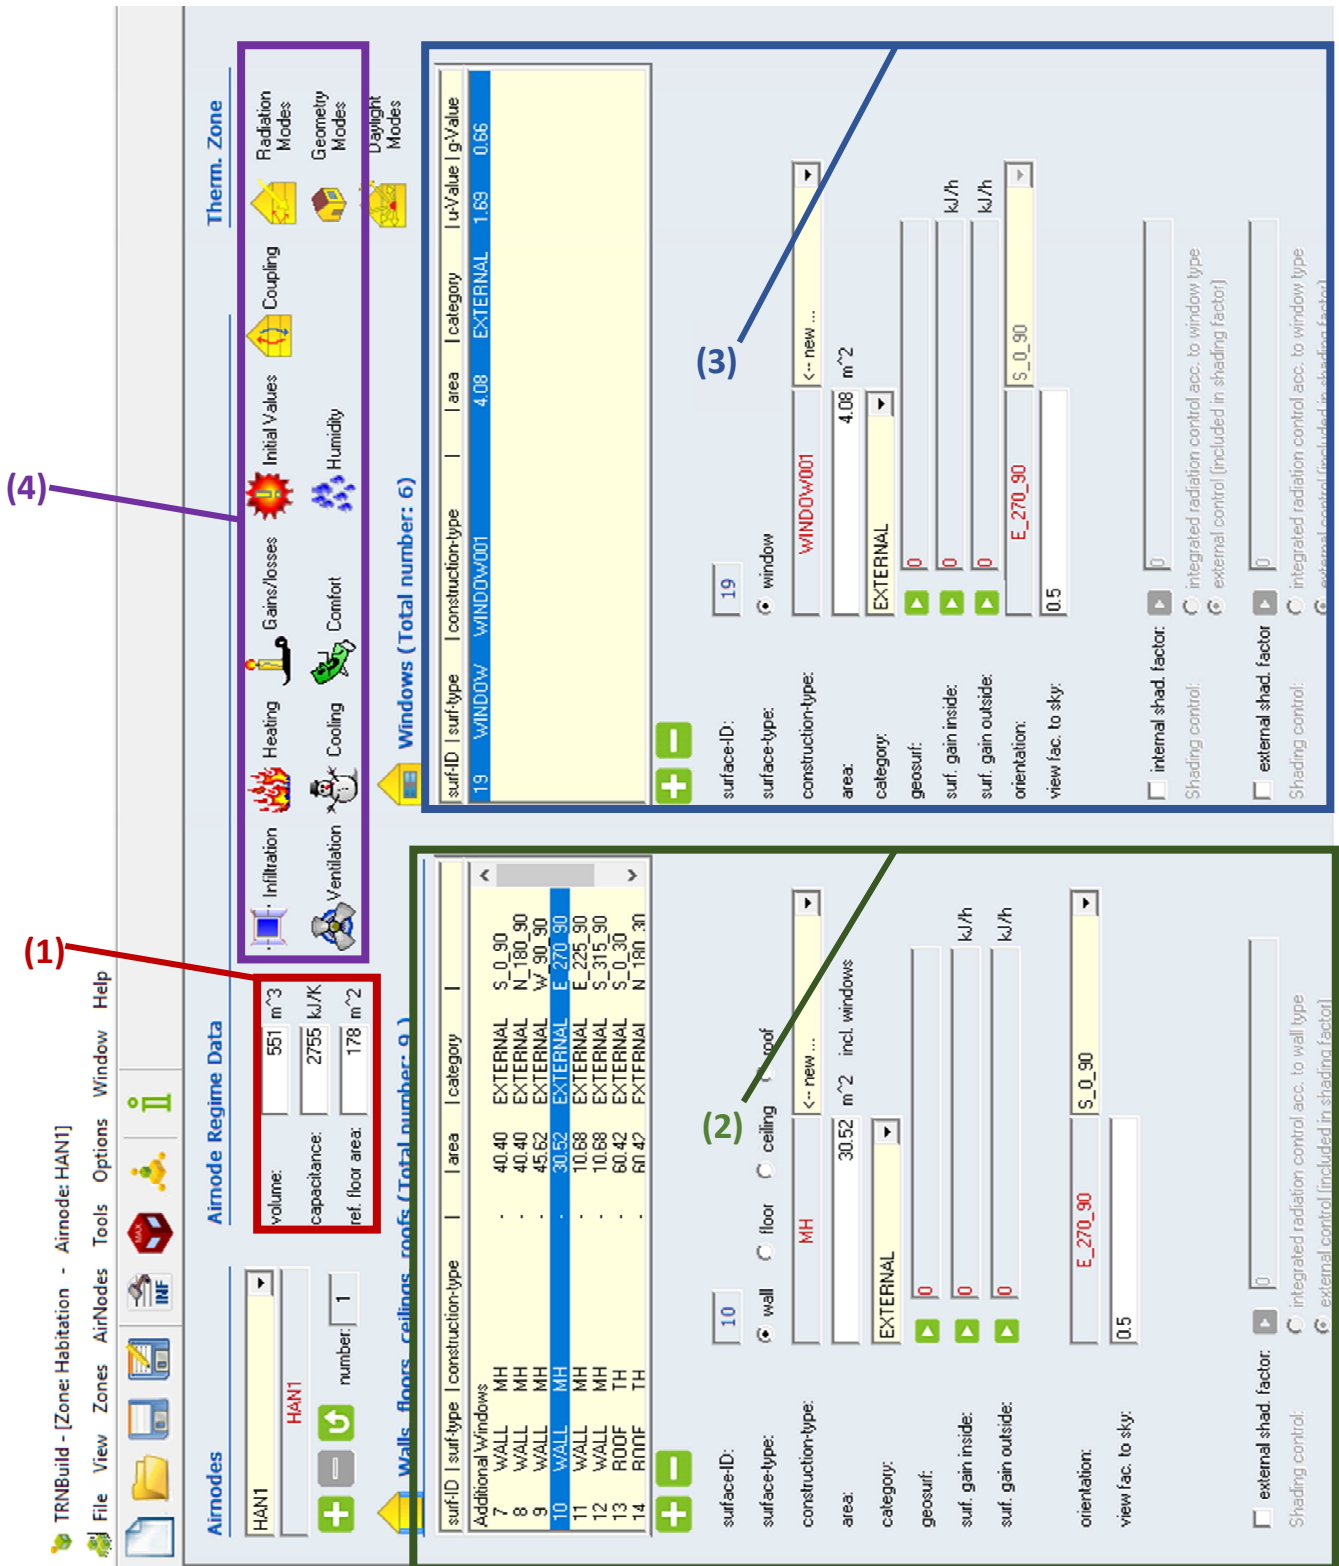 TRNBuild - [Zone: Habitation - Airnode: HAN1]
File View Zones AirNodes Tools Options Window Help
INF MAX
(1)
(4)
Airnodes
HAN1
HAN1
number: 1
Airnode Regime Data
volume: 551 m^3
capacitance: 2755 kJ/K
ref. floor area: 178 m^2
Infiltration Heating Gains/losses Initial Values Coupling
Ventilation Cooling Comfort Humidity
Therm. Zone
Radiation
Modes
Geometry
Modes
Daylight
Modes
Walls, floors, ceilings, roofs (Total number: 9 )
surf-ID | surf-type | construction-type | | area | category |
Additional Windows
7 WALL MH - 40.40 EXTERNAL S_0_90
8 WALL MH - 40.40 EXTERNAL N_180_90
9 WALL MH - 45.62 EXTERNAL W_90_90
10 WALL MH - 30.52 EXTERNAL E_270_90
11 WALL MH - 10.68 EXTERNAL E_225_90
12 WALL MH - 10.68 EXTERNAL S_315_90
13 ROOF TH - 60.42 EXTERNAL S_0_30
14 ROOF TH - 60.42 EXTERNAL N_180_30
(2)
surface-ID: 10
surface-type: wall floor ceiling roof
construction-type: MH <-- new ...
area: 30.52 m^2 incl. windows
category: EXTERNAL
geosurf: 0
surf. gain inside: 0 kJ/h
surf. gain outside: 0 kJ/h
orientation: E_270_90 S_0_90
view fac. to sky: 0.5
external shad. factor: 0
Shading control: integrated radiation control acc. to wall type
external control (included in shading factor)
Windows (Total number: 6)
surf-ID | surf-type | construction-type | | area | category | u-Value | g-Value
19 WINDOW WINDOW001 4.08 EXTERNAL 1.69 0.66
(3)
surface-ID: 19
surface-type: window
construction-type: WINDOW001 <-- new ...
area: 4.08 m^2
category: EXTERNAL
geosurf: 0
surf. gain inside: 0 kJ/h
surf. gain outside: 0 kJ/h
orientation: E_270_90 S_0_90
view fac. to sky: 0.5
internal shad. factor: 0
Shading control: integrated radiation control acc. to window type
external control (included in shading factor)
external shad. factor 0
Shading control: integrated radiation control acc. to window type
external control (included in shading factor)